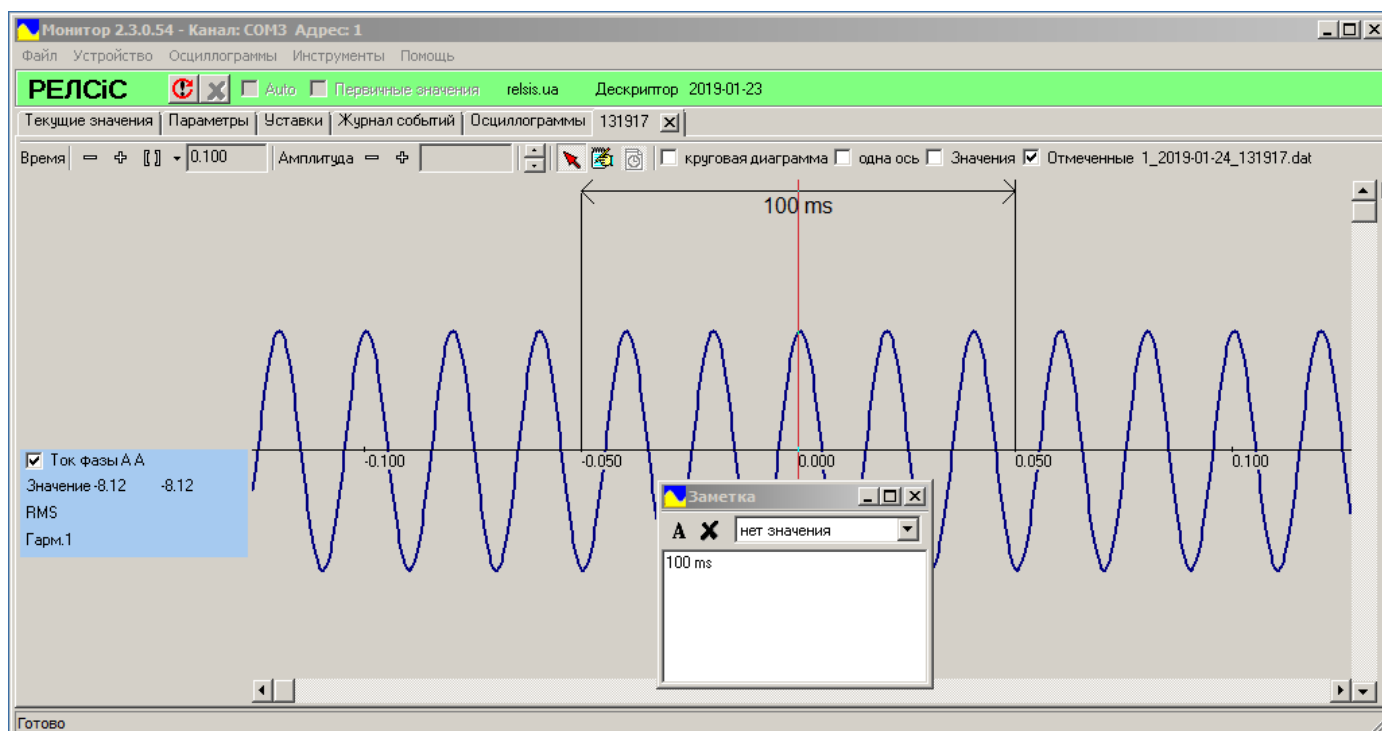 Монитор 2.3.0.54 - Канал: COM3 Адрес: 1
Файл Устройство Осциллограммы Инструменты Помощь
РЕЛСіС Auto Первичные значения relsis.ua Дескриптор 2019-01-23
Текущие значения Параметры Уставки Журнал событий Осциллограммы 131917
Время 0.100 Амплитуда круговая диаграмма одна ось Значения Отмеченные 1_2019-01-24_131917.dat
100 ms
Ток фазы A A
-0.100 -0.050 0.000 0.050 0.100
Значение -8.12 -8.12
RMS
Гарм.1
Заметка
A нет значения
100 ms
Готово